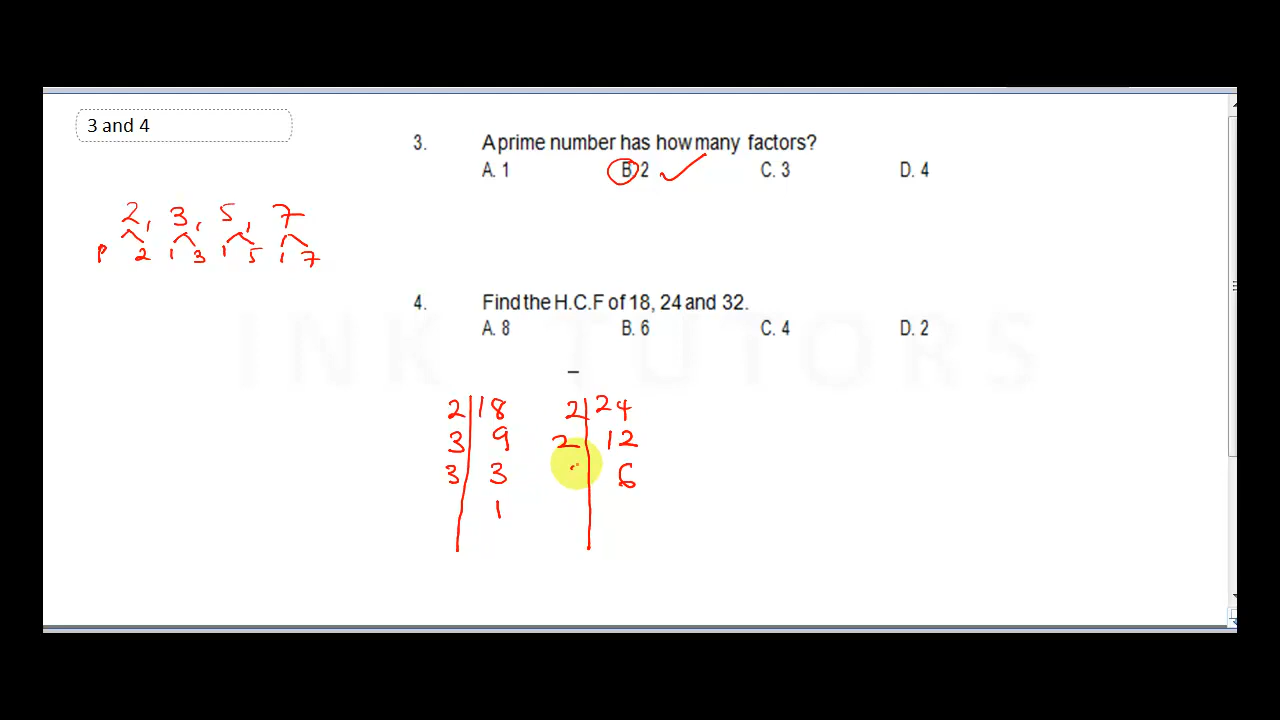 3 and 4
3. A prime number has how many factors?
A. 1 B. 2 C. 3 D. 4
2, 3, 5, 7
2 1 3 1 5 1 7
4. Find the H.C.F of 18, 24 and 32.
A. 8 B. 6 C. 4 D. 2
INK TUTORS
2 18 2 24
3 9 2 12
3 3 6
1